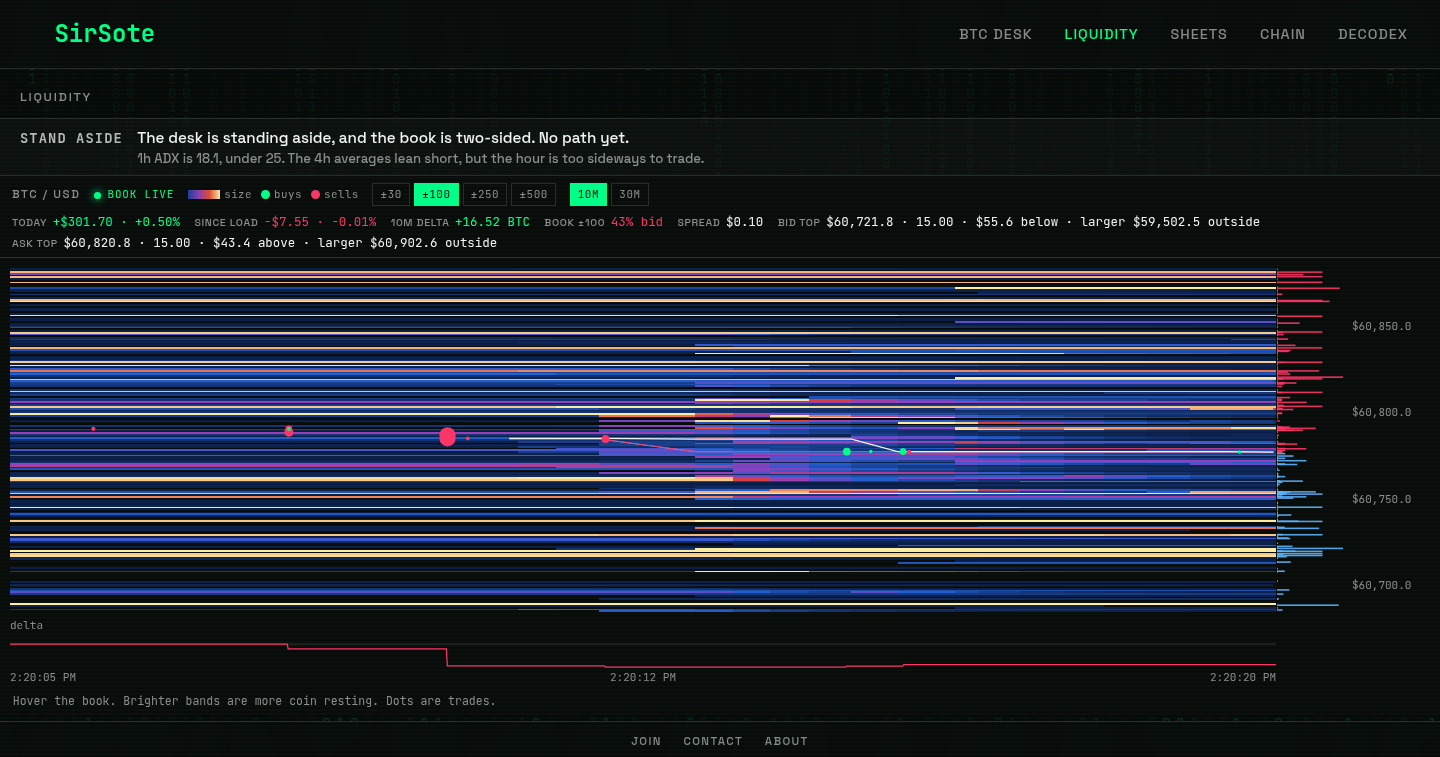 SirSote
BTC DESK LIQUIDITY SHEETS CHAIN DECODEX
LIQUIDITY
STAND ASIDE The desk is standing aside, and the book is two-sided. No path yet.
1h ADX is 18.1, under 25. The 4h averages lean short, but the hour is too sideways to trade.
BTC / USD BOOK LIVE size buys sells ±30 ±100 ±250 ±500 10M 30M
TODAY +$301.70 · +0.50% SINCE LOAD -$7.55 · -0.01% 10M DELTA +16.52 BTC BOOK ±100 43% bid SPREAD $0.10 BID TOP $60,721.8 · 15.00 · $55.6 below · larger $59,502.5 outside
ASK TOP $60,820.8 · 15.00 · $43.4 above · larger $60,902.6 outside
$60,850.0
$60,800.0
$60,750.0
$60,700.0
delta
2:20:05 PM 2:20:12 PM 2:20:20 PM
Hover the book. Brighter bands are more coin resting. Dots are trades.
JOIN CONTACT ABOUT